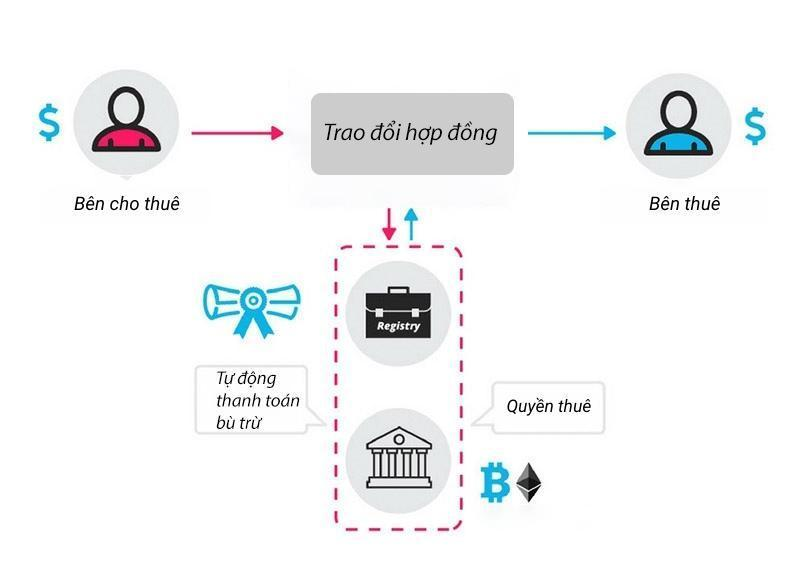 $
$
Trao đổi hợp đồng
Bên cho thuê
Bên thuê
Registry
Tự động
thanh toán
bù trừ
Quyền thuê